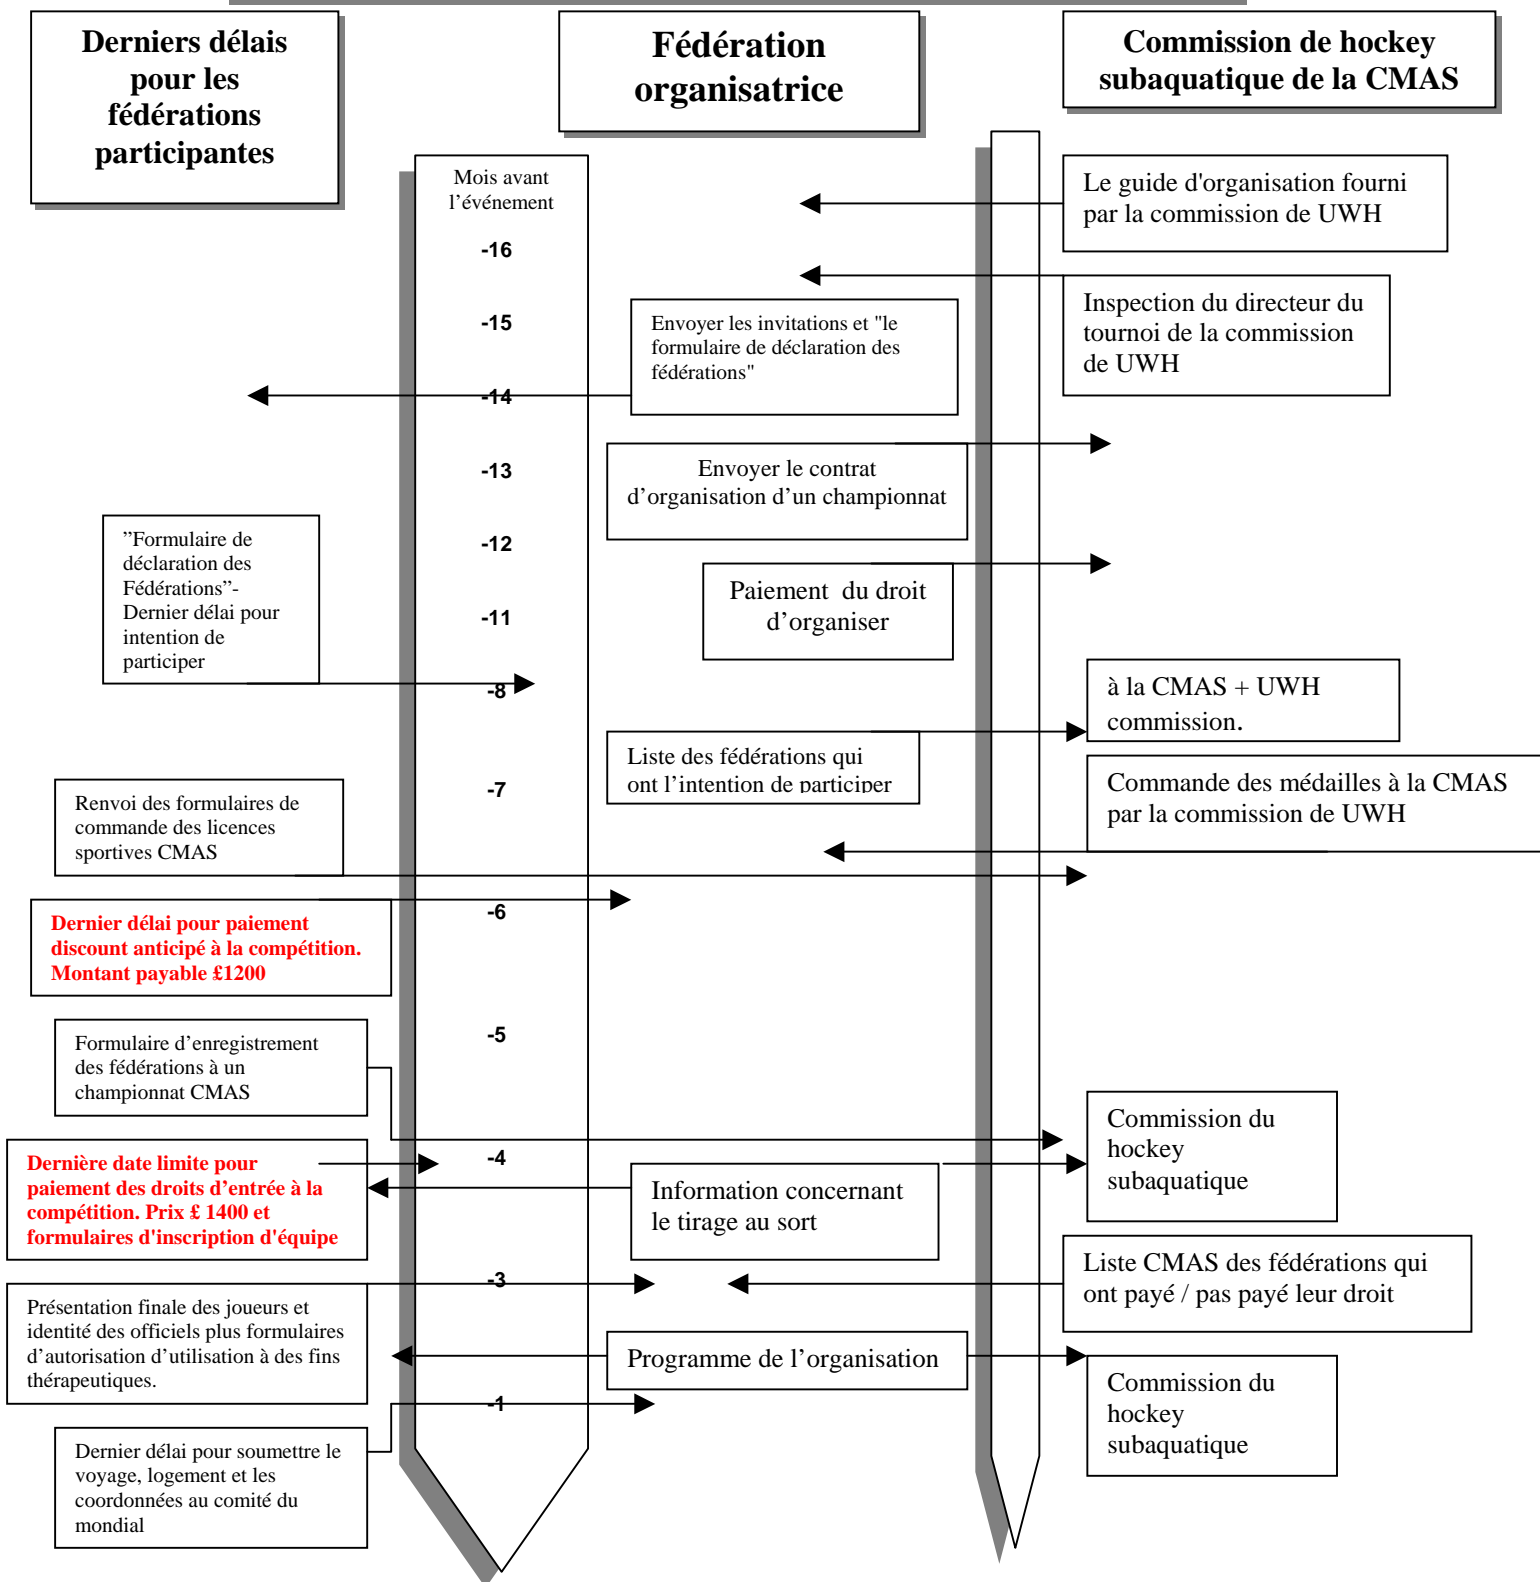 Derniers délais
pour les
fédérations
participantes
Fédération
organisatrice
Commission de hockey
subaquatique de la CMAS
Mois avant
l’événement
-16
-15
-14
-13
-12
-11
-8
-7
-6
-5
-4
-3
-1
Le guide d'organisation fourni
par la commission de UWH
Inspection du directeur du
tournoi de la commission
de UWH
Envoyer les invitations et "le
formulaire de déclaration des
fédérations"
Envoyer le contrat
d’organisation d’un championnat
”Formulaire de
déclaration des
Fédérations”-
Dernier délai pour
intention de
participer
Paiement du droit
d’organiser
à la CMAS + UWH
commission.
Liste des fédérations qui
ont l’intention de participer
Commande des médailles à la CMAS
par la commission de UWH
Renvoi des formulaires de
commande des licences
sportives CMAS
Dernier délai pour paiement
discount anticipé à la compétition.
Montant payable £1200
Formulaire d’enregistrement
des fédérations à un
championnat CMAS
Commission du
hockey
subaquatique
Dernière date limite pour
paiement des droits d’entrée à la
compétition. Prix £ 1400 et
formulaires d'inscription d'équipe
Information concernant
le tirage au sort
Liste CMAS des fédérations qui
ont payé / pas payé leur droit
Présentation finale des joueurs et
identité des officiels plus formulaires
d’autorisation d’utilisation à des fins
thérapeutiques.
Programme de l’organisation
Commission du
hockey
subaquatique
Dernier délai pour soumettre le
voyage, logement et les
coordonnées au comité du
mondial